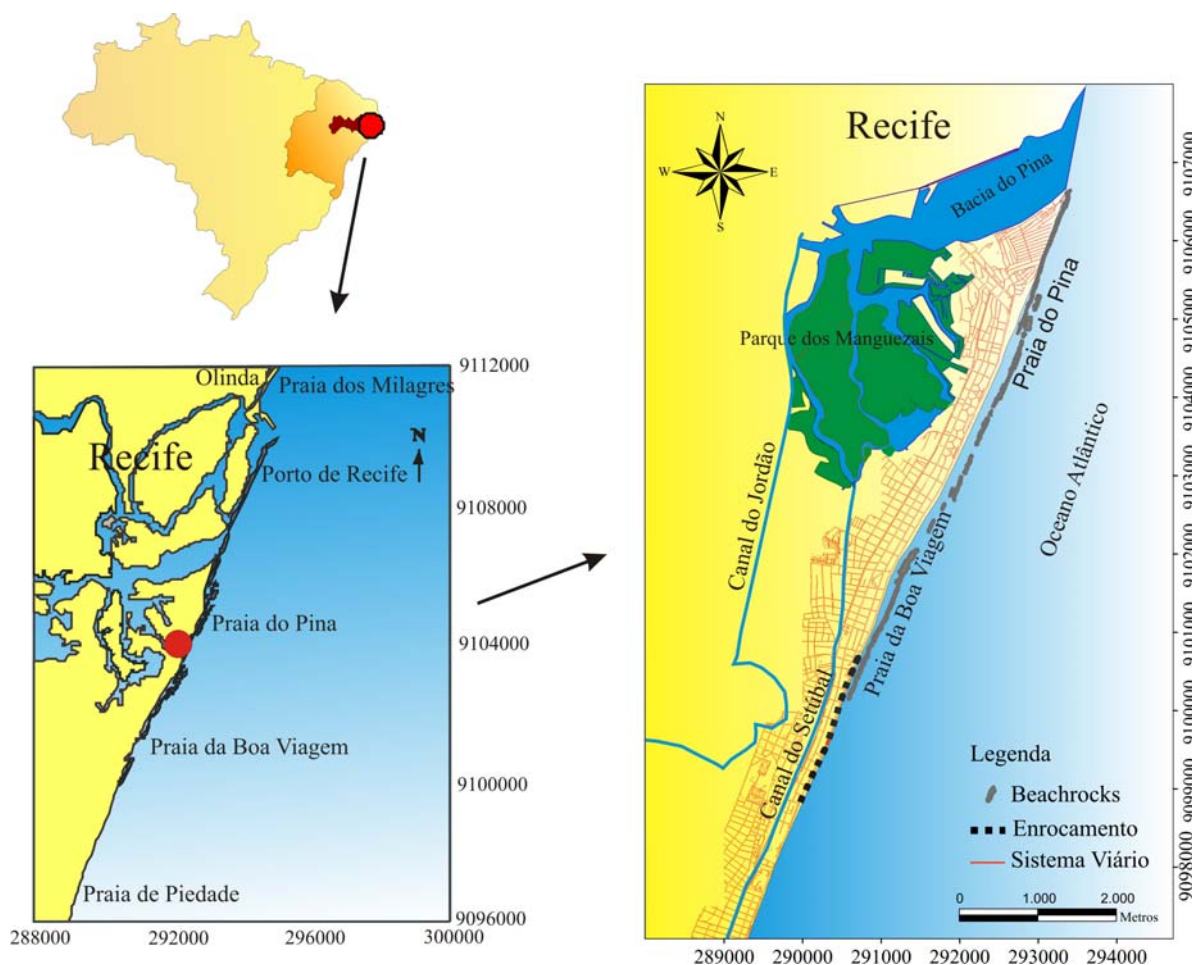 Olinda
Praia dos Milagres
N
Recife
Porto de Recife
Praia do Pina
Praia da Boa Viagem
Praia de Piedade
9112000
9108000
9104000
9100000
9096000
288000 292000 296000 300000
Recife
N
W E
S
Bacia do Pina
Parque dos Manguezais
Praia do Pina
Canal do Jordão
Oceano Atlântico
Praia da Boa Viagem
Canal do Setúbal
Legenda
Beachrocks
Enrocamento
Sistema Viário
0 1.000 2.000
Metros
9107000
9106000
9105000
9104000
9103000
9102000
9101000
9100000
9099000
9098000
289000 290000 291000 292000 293000 294000